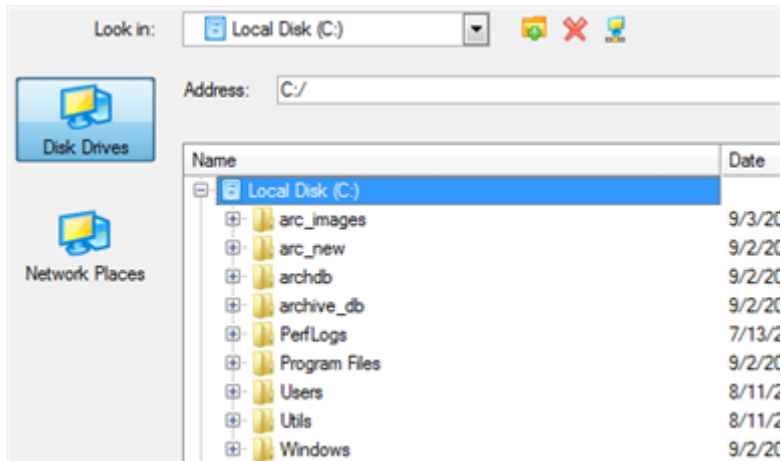 Look in: Local Disk (C:)
Address: C:/
Disk Drives
Network Places
Name Date
Local Disk (C:)
arc_images 9/3/20
arc_new 9/2/20
archdb 9/2/20
archive_db 9/2/20
PerfLogs 7/13/2
Program Files 9/2/20
Users 8/11/2
Utils 8/11/2
Windows 9/2/20